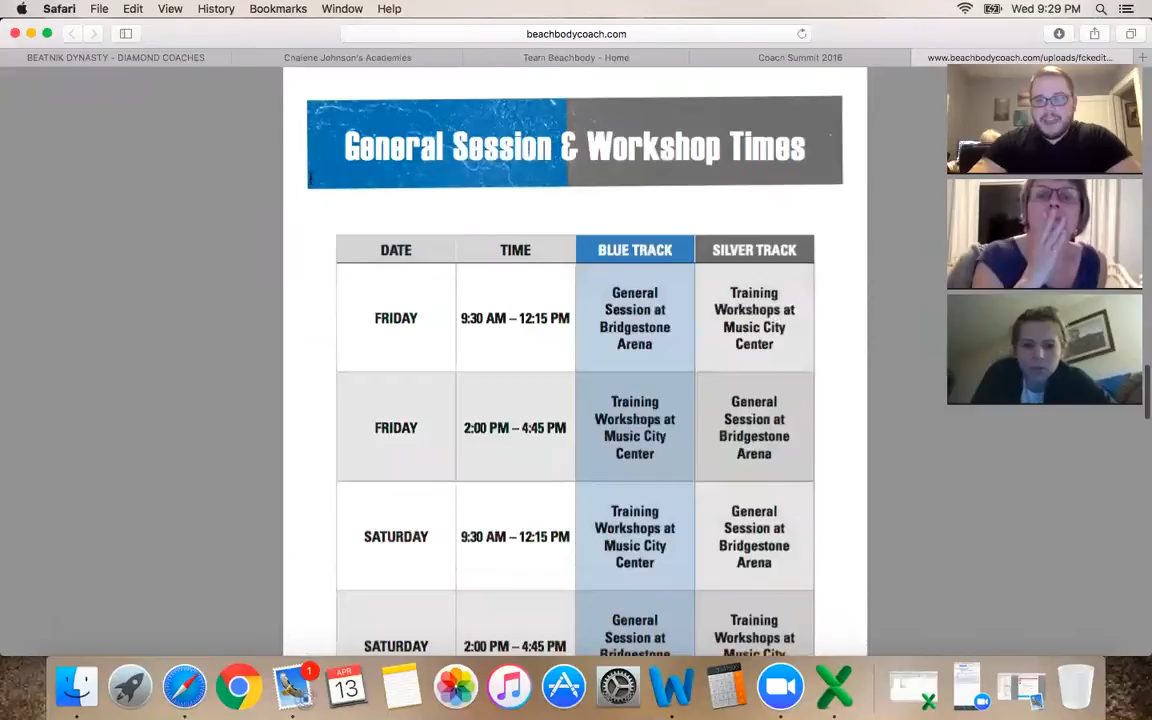 Safari File Edit View History Bookmarks Window Help Wed 9:29 PM
beachbodycoach.com
BEATNIK DYNASTY - DIAMOND COACHES Chalene Johnson's Academies Team Beachbody - Home Coach Summit 2016 www.beachbodycoach.com/uploads/fckedit...
General Session & Workshop Times
DATE TIME BLUE TRACK SILVER TRACK
FRIDAY 9:30 AM – 12:15 PM
General
Session at
Bridgestone
Arena
Training
Workshops at
Music City
Center
FRIDAY 2:00 PM – 4:45 PM
Training
Workshops at
Music City
Center
General
Session at
Bridgestone
Arena
SATURDAY 9:30 AM – 12:15 PM
Training
Workshops at
Music City
Center
General
Session at
Bridgestone
Arena
SATURDAY 2:00 PM – 4:45 PM
General
Session at
Bridgestone
Training
Workshops at
Music City
1
APR
13